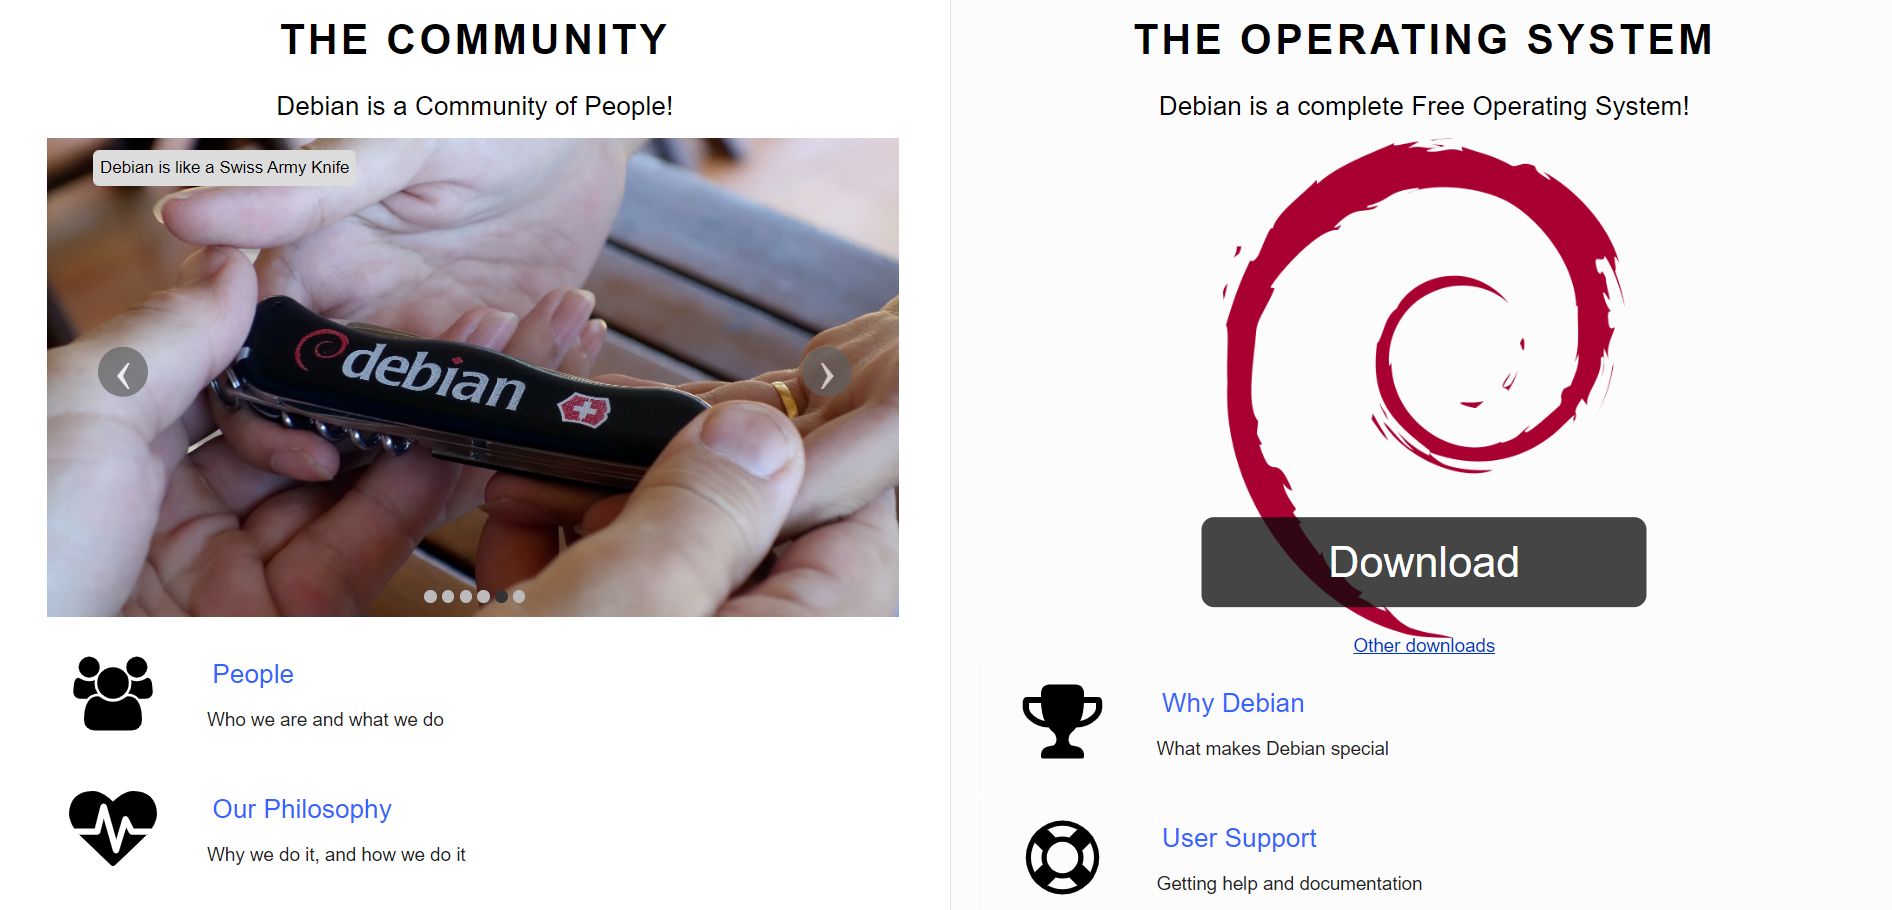 THE COMMUNITY
Debian is a Community of People!
Debian is like a Swiss Army Knife
debian
People
Who we are and what we do
Our Philosophy
Why we do it, and how we do it
THE OPERATING SYSTEM
Debian is a complete Free Operating System!
Download
Other downloads
Why Debian
What makes Debian special
User Support
Getting help and documentation